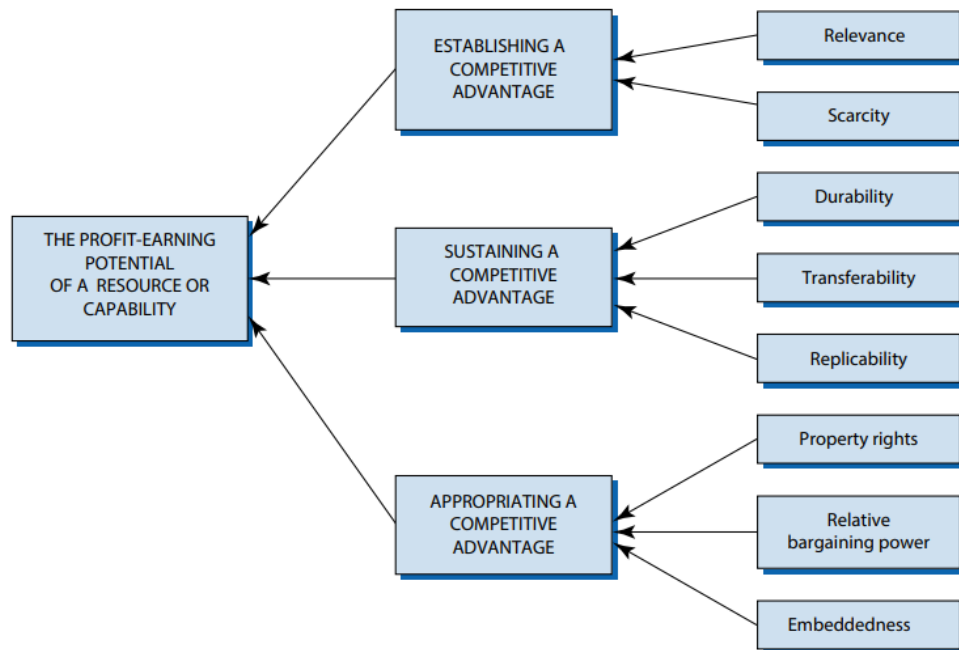 THE PROFIT-EARNING
POTENTIAL
OF A RESOURCE OR
CAPABILITY
ESTABLISHING A
COMPETITIVE
ADVANTAGE
Relevance
Scarcity
SUSTAINING A
COMPETITIVE
ADVANTAGE
Durability
Transferability
Replicability
APPROPRIATING A
COMPETITIVE
ADVANTAGE
Property rights
Relative
bargaining power
Embeddedness